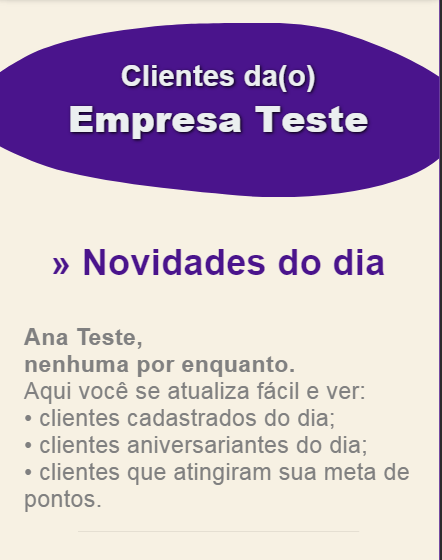 Clientes da(o)
Empresa Teste
» Novidades do dia
Ana Teste,
nenhuma por enquanto.
Aqui você se atualiza fácil e ver:
• clientes cadastrados do dia;
• clientes aniversariantes do dia;
• clientes que atingiram sua meta de
pontos.